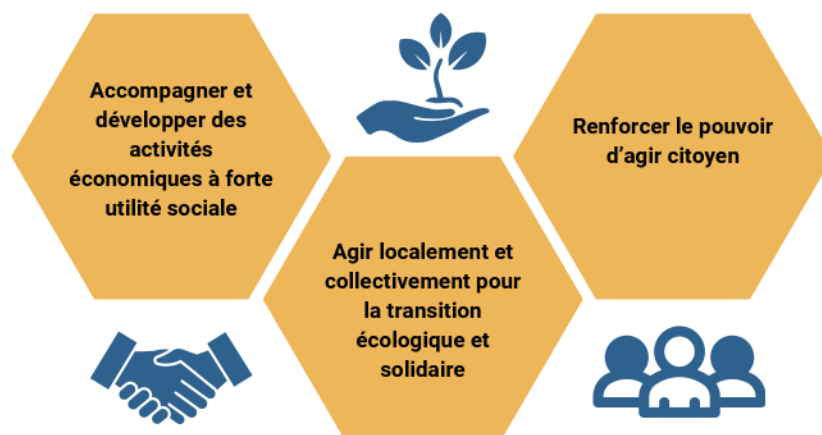 Accompagner et
développer des
activités
économiques à forte
utilité sociale
Agir localement et
collectivement pour
la transition
écologique et
solidaire
Renforcer le pouvoir
d’agir citoyen